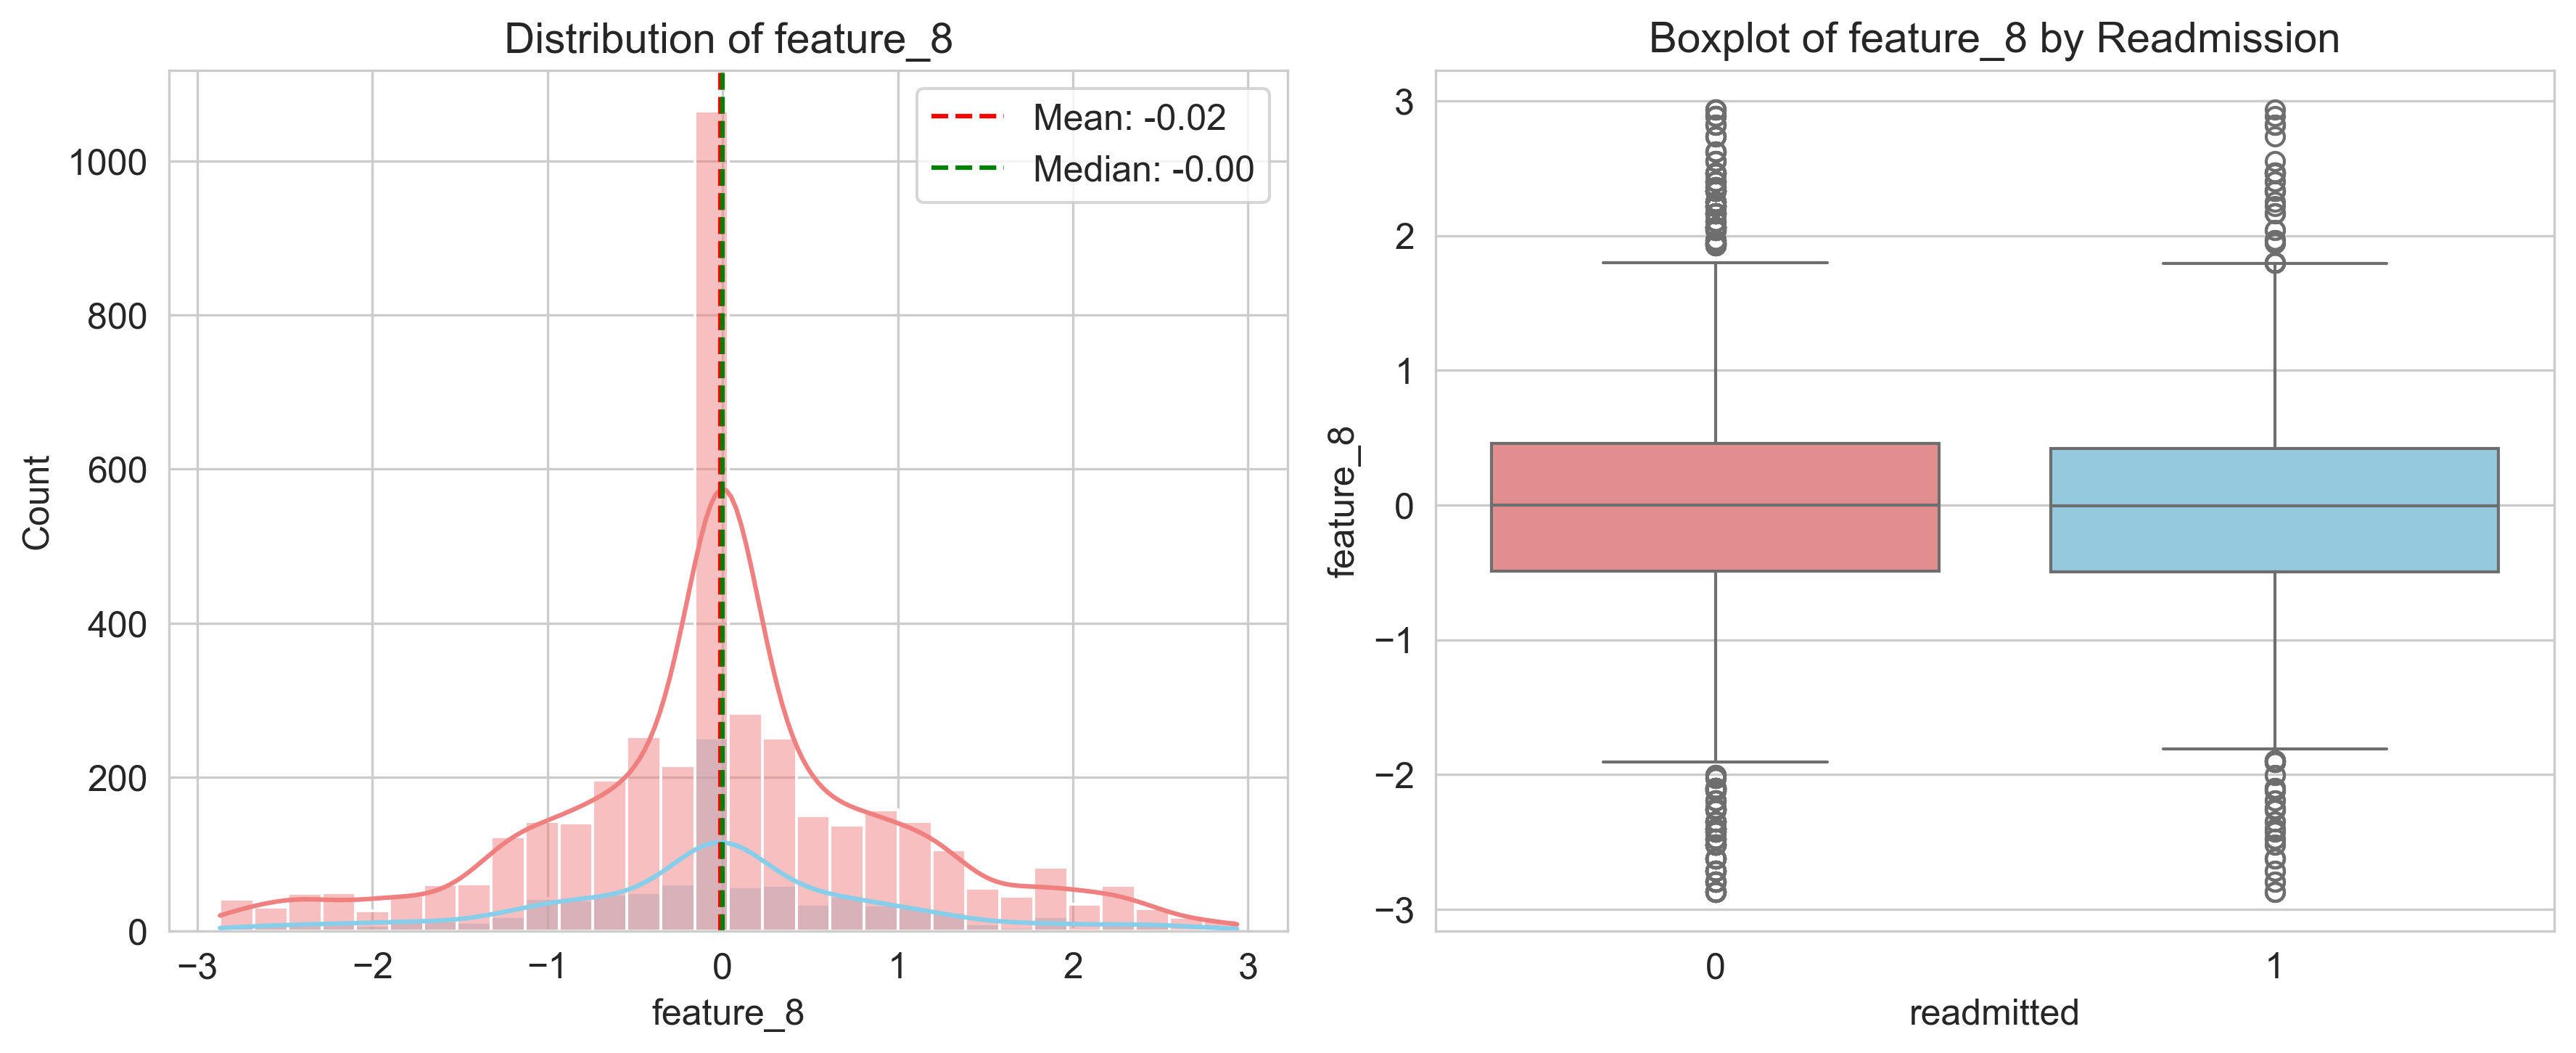 Distribution of feature_8
Mean: -0.02
Median: -0.00
Count
1000
800
600
400
200
0
−3
−2
−1
0
1
2
3
feature_8
Boxplot of feature_8 by Readmission
feature_8
3
2
1
0
−1
−2
−3
0
1
readmitted